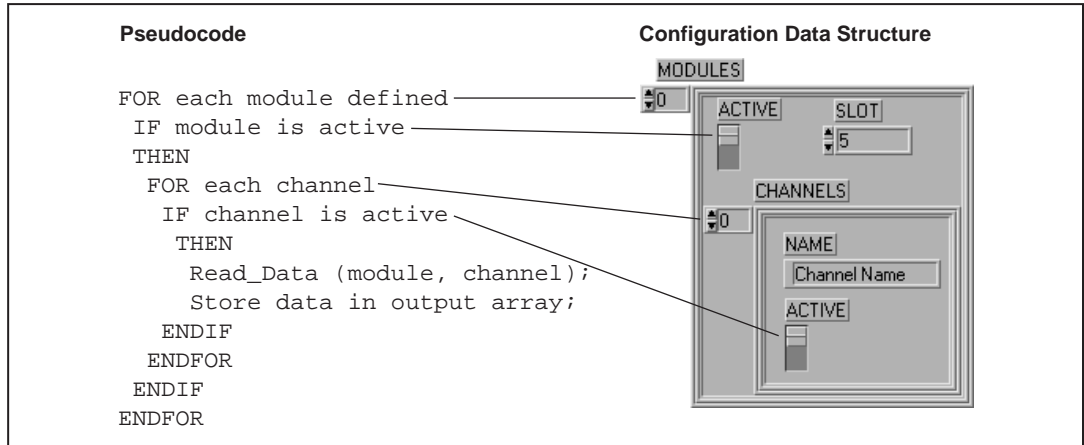 Pseudocode
FOR each module defined
IF module is active
THEN
FOR each channel
IF channel is active
THEN
Read_Data (module, channel);
Store data in output array;
ENDIF
ENDFOR
ENDIF
ENDFOR
Configuration Data Structure
MODULES
0
ACTIVE
SLOT
5
CHANNELS
0
NAME
Channel Name
ACTIVE